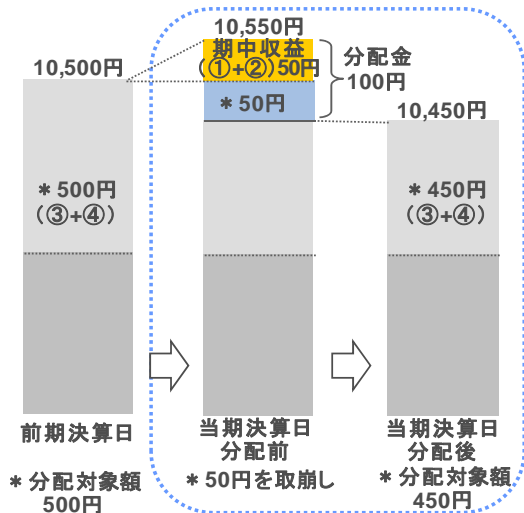 10,550円
期中収益
(①+②)50円
分配金
100円
10,500円
*50円
10,450円
*500円
(③+④)
*450円
(③+④)
前期決算日
当期決算日
分配前
当期決算日
分配後
*分配対象額
500円
*50円を取崩し
*分配対象額
450円